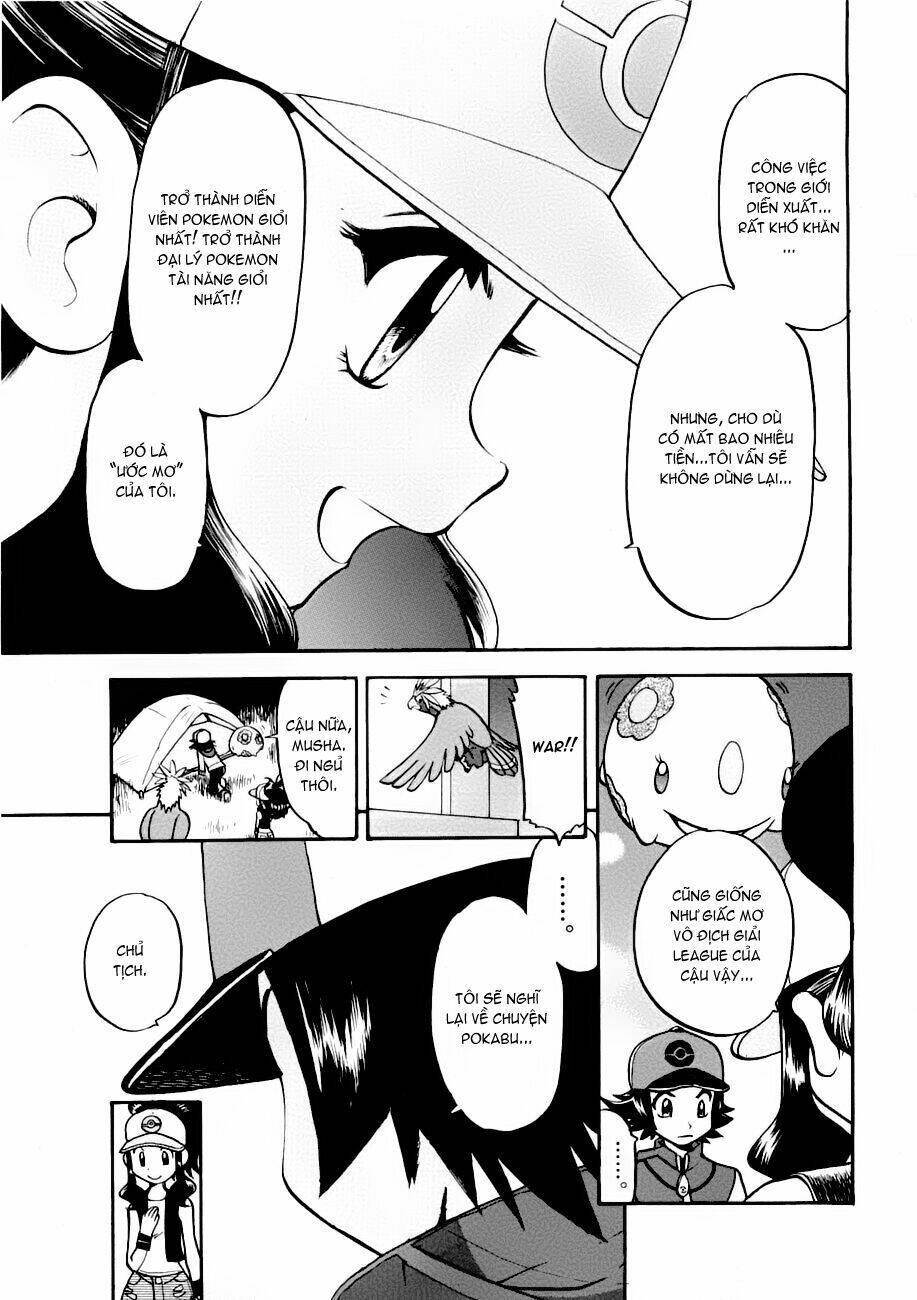 CÔNG VIỆC
TRONG GIỚI
DIỄN XUẤT...
RẤT KHÓ KHĂN
...
NHƯNG, CHO DÙ
CÓ MẤT BAO NHIÊU
TIỀN...TÔI VẪN SẼ
KHÔNG DỪNG LẠI...
TRỞ THÀNH DIỄN
VIÊN POKEMON GIỎI
NHẤT! TRỞ THÀNH
ĐẠI LÝ POKEMON
TÀI NĂNG GIỎI
NHẤT!!
ĐÓ LÀ
“ƯỚC MƠ”
CỦA TÔI.
CŨNG GIỐNG
NHƯ GIẤC MƠ
VÔ ĐỊCH GIẢI
LEAGUE CỦA
CẬU VẬY...
......
WAR!!
CẬU NỮA,
MUSHA.
ĐI NGỦ
THÔI.
......。
TÔI SẼ NGHĨ
LẠI VỀ CHUYỆN
POKABU...
CHỦ
TỊCH.